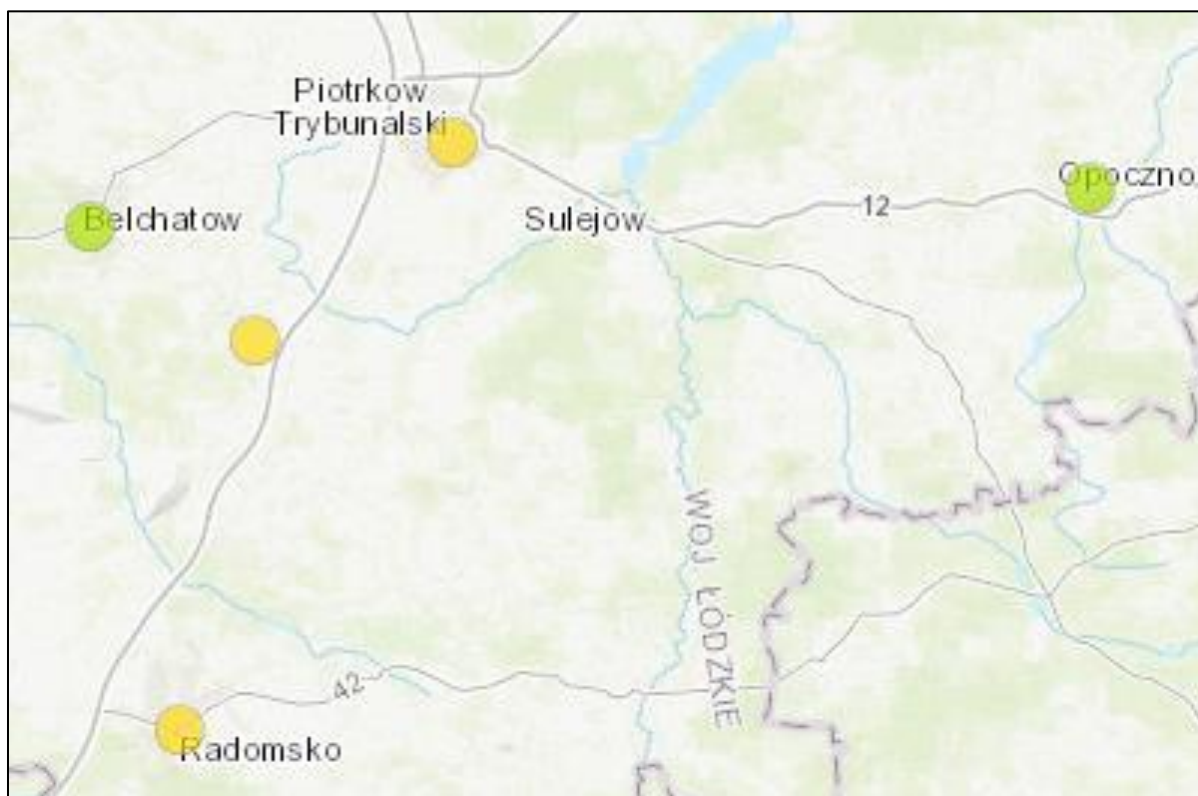 Piotrkow
Trybunalski
Opoczno
Belchatow
Sulejow
12
WOJ ŁÓDZKIE
42
Radomsko